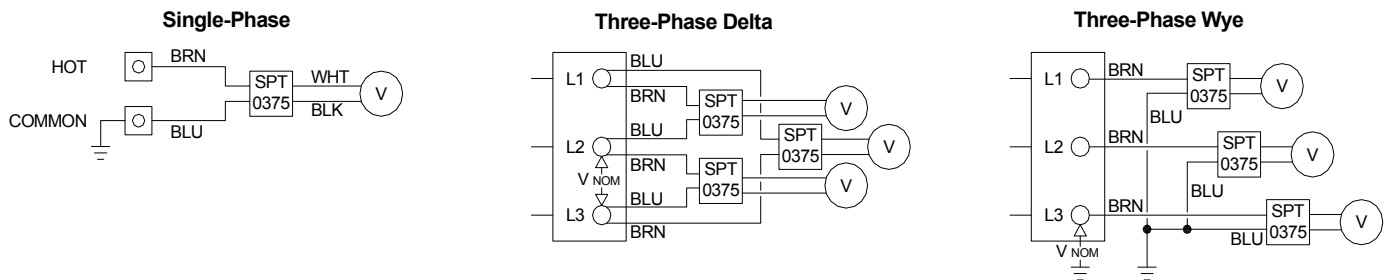 Single-Phase
HOT
BRN
SPT
0375
WHT
V
BLK
COMMON
BLU
Three-Phase Delta
L1
BLU
BRN
SPT
0375
V
L2
BLU
SPT
0375
V
BRN
V NOM
SPT
0375
V
L3
BLU
BRN
Three-Phase Wye
L1
BRN
SPT
0375
V
BLU
L2
BRN
SPT
0375
V
BLU
L3
BRN
SPT
0375
V
BLU
V NOM